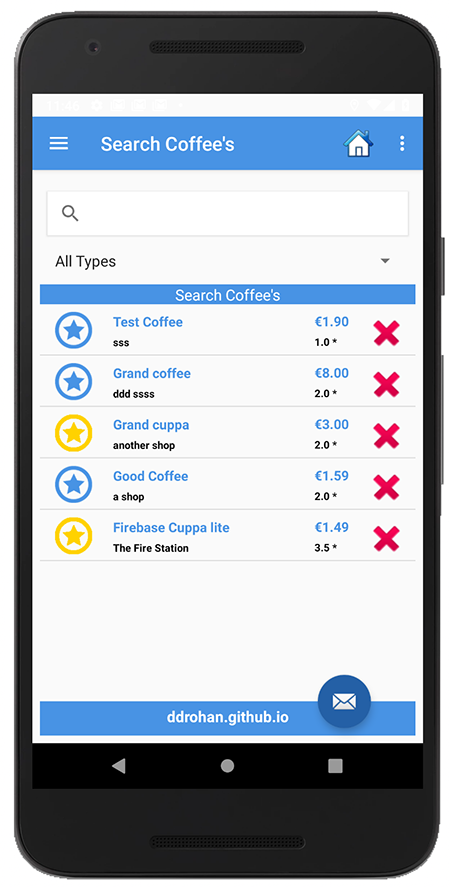 11:46
Search Coffee's
All Types
Search Coffee's
Test Coffee €1.90
sss 1.0 *
Grand coffee €8.00
ddd ssss 2.0 *
Grand cuppa €3.00
another shop 2.0 *
Good Coffee €1.59
a shop 2.0 *
Firebase Cuppa lite €1.49
The Fire Station 3.5 *
ddrohan.github.io